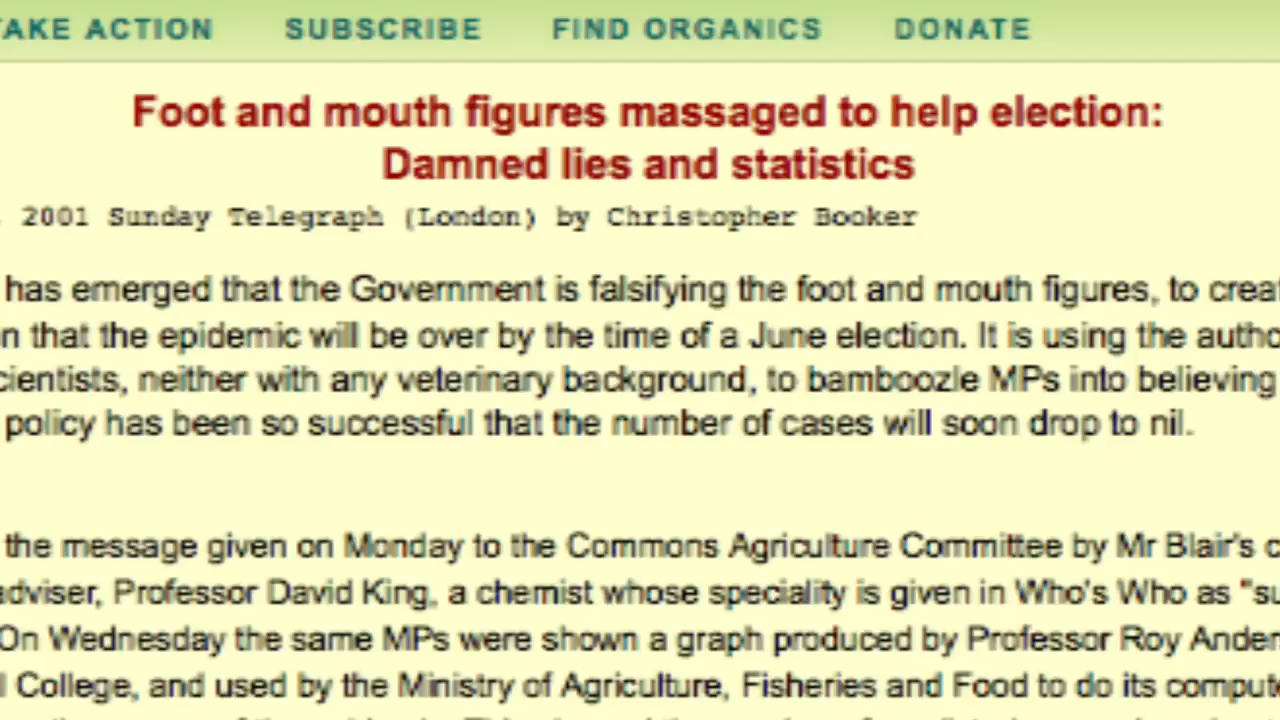 TAKE ACTION SUBSCRIBE FIND ORGANICS DONATE
Foot and mouth figures massaged to help election:
Damned lies and statistics
2001 Sunday Telegraph (London) by Christopher Booker
has emerged that the Government is falsifying the foot and mouth figures, to creat
n that the epidemic will be over by the time of a June election. It is using the autho
cientists, neither with any veterinary background, to bamboozle MPs into believing
policy has been so successful that the number of cases will soon drop to nil.
the message given on Monday to the Commons Agriculture Committee by Mr Blair's c
adviser, Professor David King, a chemist whose speciality is given in Who's Who as "su
On Wednesday the same MPs were shown a graph produced by Professor Roy Ander
l College, and used by the Ministry of Agriculture, Fisheries and Food to do its compute